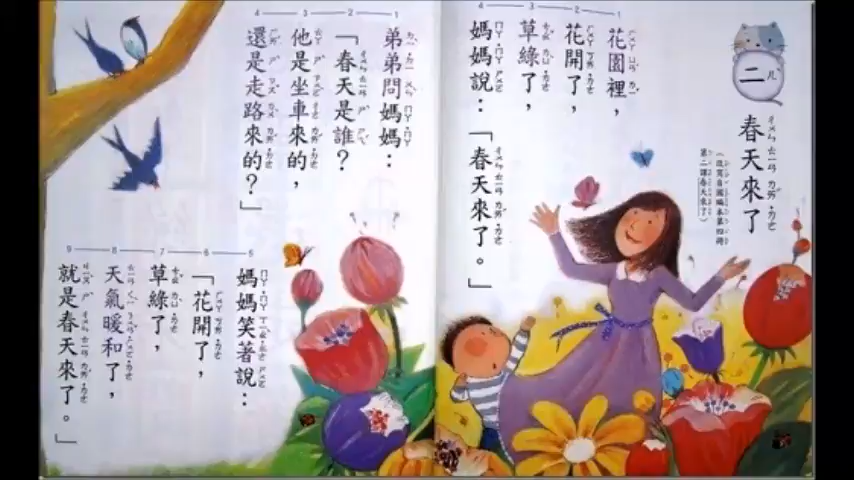 二
春天來了
花園裡，
花開了，
草綠了，
媽媽說：「春天來了。」
弟弟問媽媽：
「春天是誰？
他是坐車來的，
還是走路來的？」
媽媽笑著說：
「花開了，
草綠了，
天氣暖和了，
就是春天來了。」